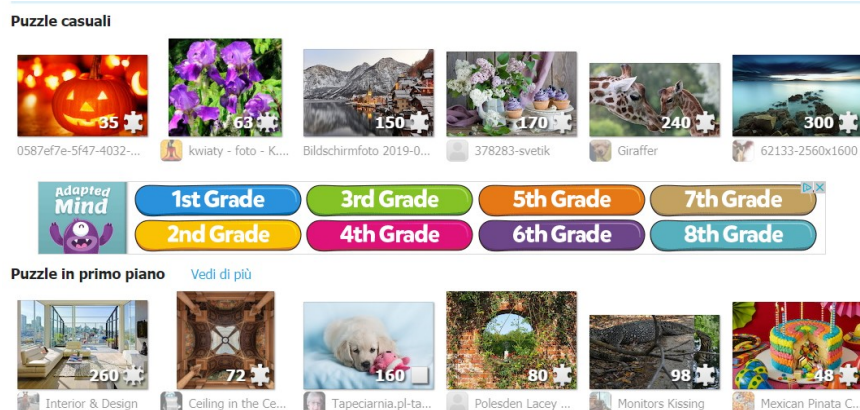 Puzzle casuali
35
63
150
170
240
300
0587ef7e-5f47-4032-...
kwiaty - foto - K....
Bildschirmfoto 2019-0...
378283-svetik
Giraffer
62133-2560x1600
Adapted
Mind
1st Grade
3rd Grade
5th Grade
7th Grade
2nd Grade
4th Grade
6th Grade
8th Grade
Puzzle in primo piano
Vedi di più
260
72
160
80
98
48
Interior & Design
Ceiling in the Ce...
Tapeciarnia.pl-ta...
Polesden Lacey ...
Monitors Kissing
Mexican Pinata C...